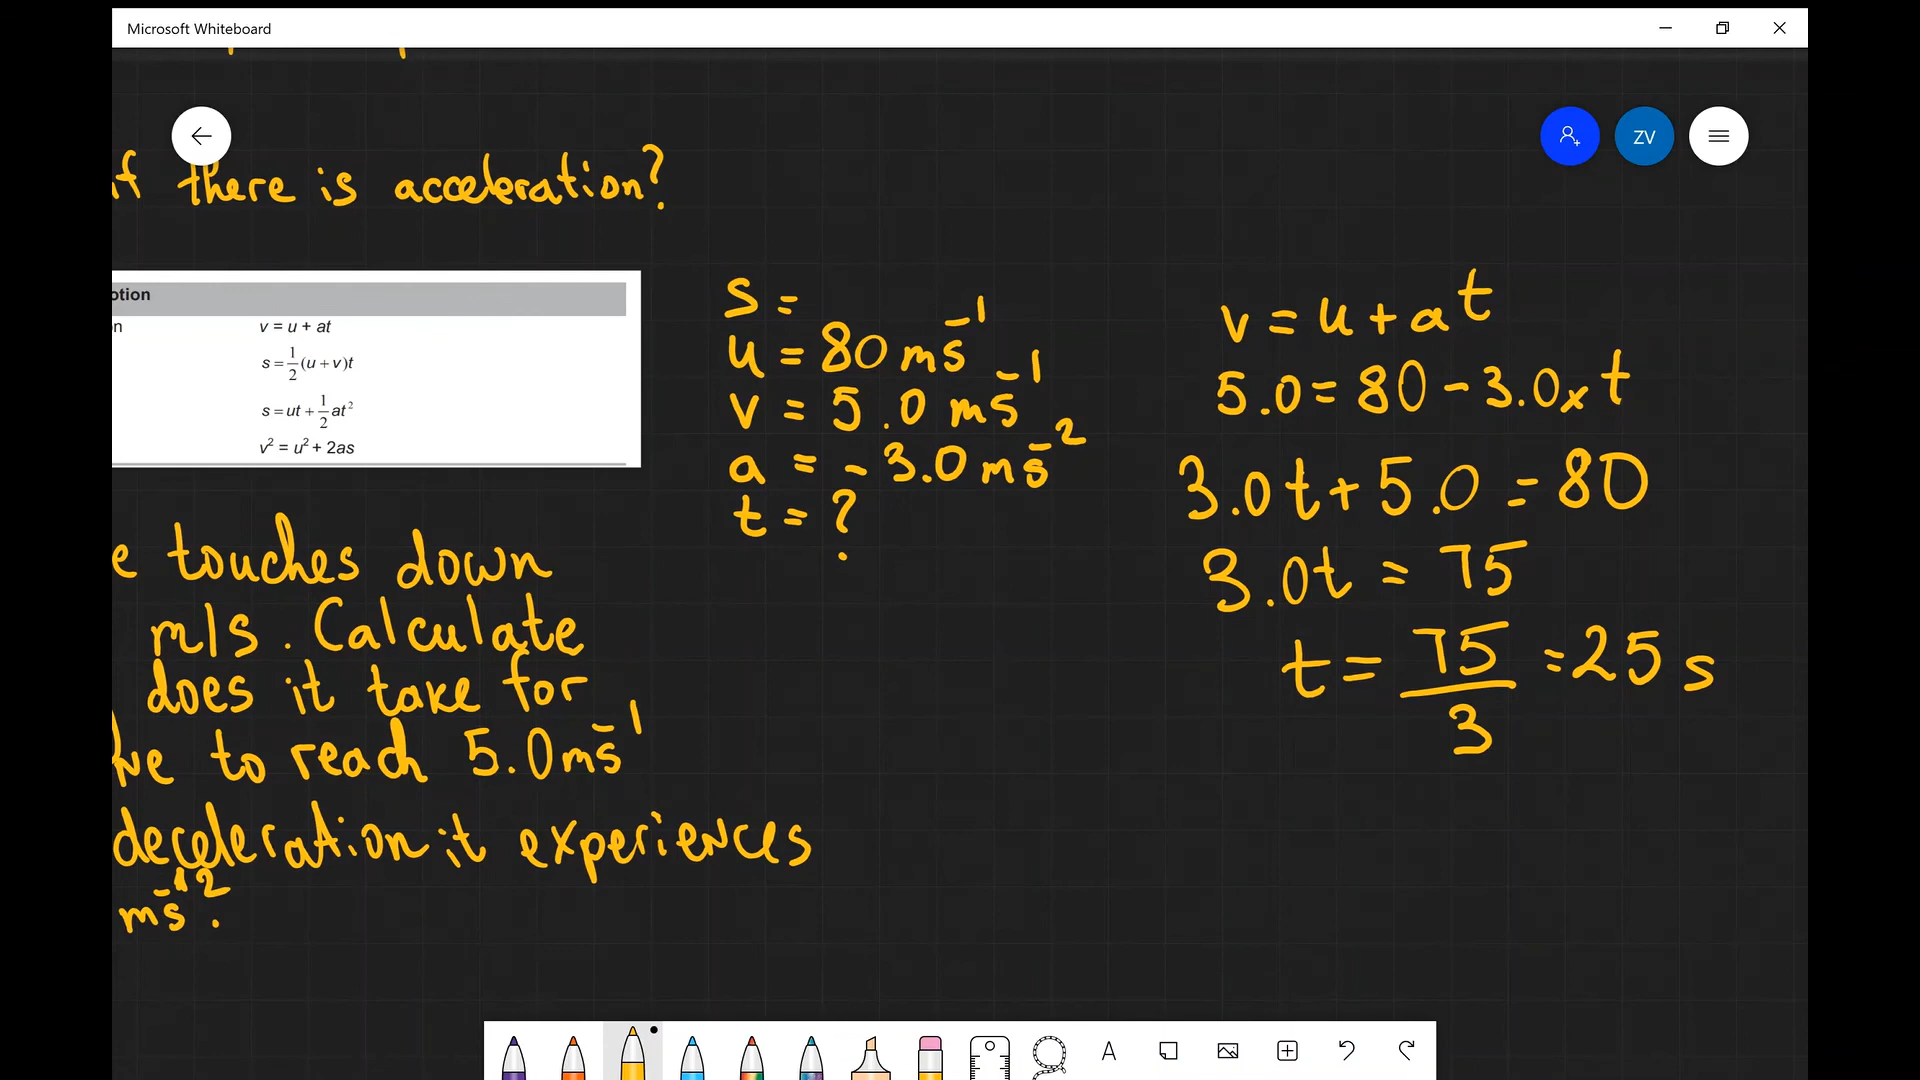 Microsoft Whiteboard
if there is acceleration?
ZV
otion
n v = u + at
s = 1/2 (u + v)t
s = ut + 1/2 at²
v² = u² + 2as
s =
u = 80 ms⁻¹
v = 5.0 ms⁻¹
a = - 3.0 ms⁻²
t = ?
v = u + at
5.0 = 80 - 3.0 x t
3.0t + 5.0 = 80
3.0t = 75
t = 75/3 = 25 s
e touches down
m/s. Calculate
does it take for
to reach 5.0 ms⁻¹
deceleration it experiences
ms⁻².
A